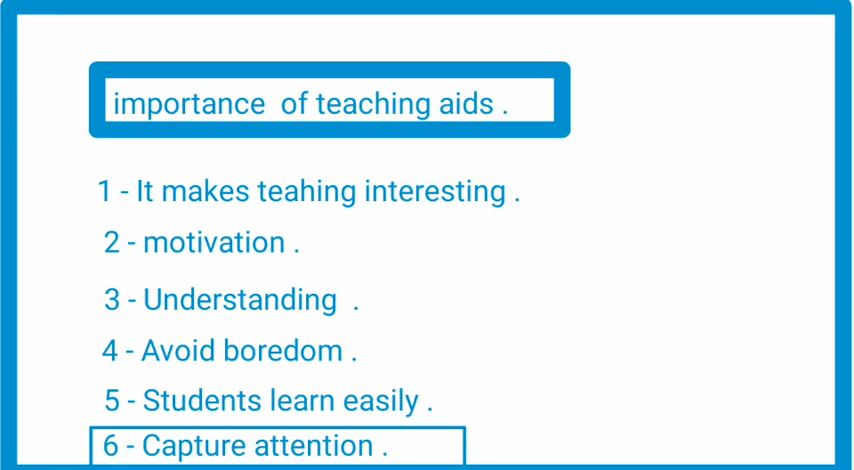 importance of teaching aids .
1 - It makes teahing interesting .
2 - motivation .
3 - Understanding .
4 - Avoid boredom .
5 - Students learn easily .
6 - Capture attention .